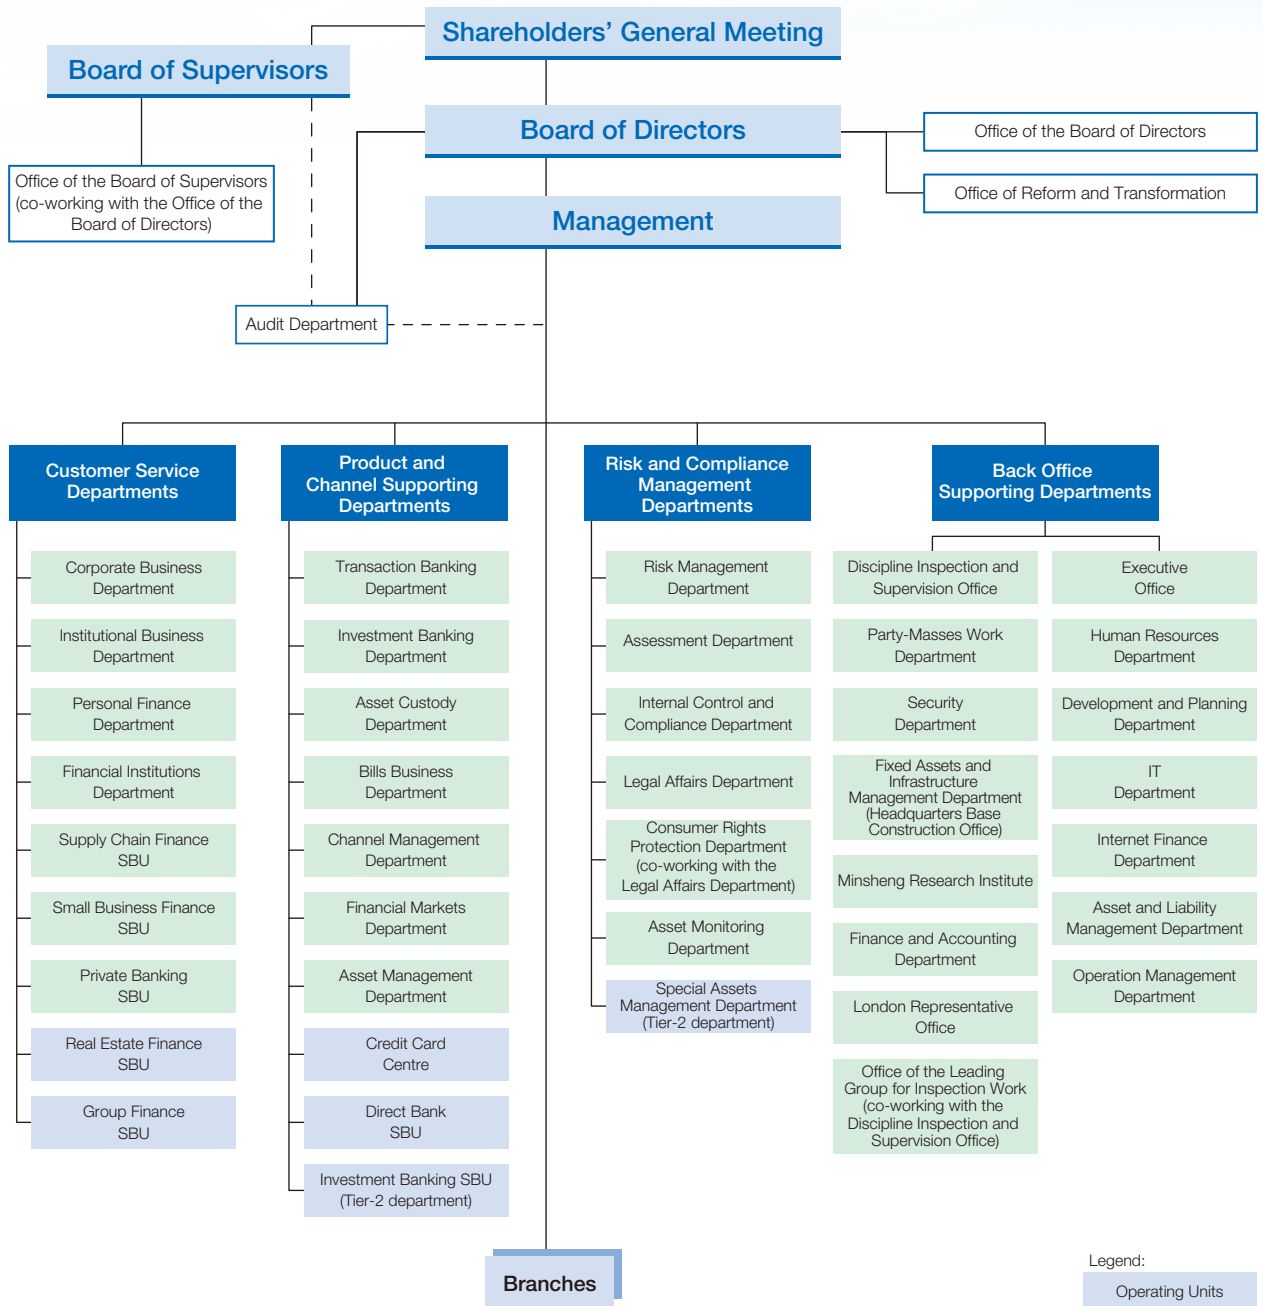 Shareholders’ General Meeting
Board of Supervisors
Board of Directors
Office of the Board of Directors
Office of the Board of Supervisors
(co-working with the Office of the
Board of Directors)
Office of Reform and Transformation
Management
Audit Department
Customer Service
Departments
Corporate Business
Department
Institutional Business
Department
Personal Finance
Department
Financial Institutions
Department
Supply Chain Finance
SBU
Small Business Finance
SBU
Private Banking
SBU
Real Estate Finance
SBU
Group Finance
SBU
Product and
Channel Supporting
Departments
Transaction Banking
Department
Investment Banking
Department
Asset Custody
Department
Bills Business
Department
Channel Management
Department
Financial Markets
Department
Asset Management
Department
Credit Card
Centre
Direct Bank
SBU
Investment Banking SBU
(Tier-2 department)
Risk and Compliance
Management
Departments
Risk Management
Department
Assessment Department
Internal Control and
Compliance Department
Legal Affairs Department
Consumer Rights
Protection Department
(co-working with the
Legal Affairs Department)
Asset Monitoring
Department
Special Assets
Management Department
(Tier-2 department)
Back Office
Supporting Departments
Discipline Inspection and
Supervision Office
Party-Masses Work
Department
Security
Department
Fixed Assets and
Infrastructure
Management Department
(Headquarters Base
Construction Office)
Minsheng Research Institute
Finance and Accounting
Department
London Representative
Office
Office of the Leading
Group for Inspection Work
(co-working with the
Discipline Inspection and
Supervision Office)
Executive
Office
Human Resources
Department
Development and Planning
Department
IT
Department
Internet Finance
Department
Asset and Liability
Management Department
Operation Management
Department
Branches
Legend:
Operating Units